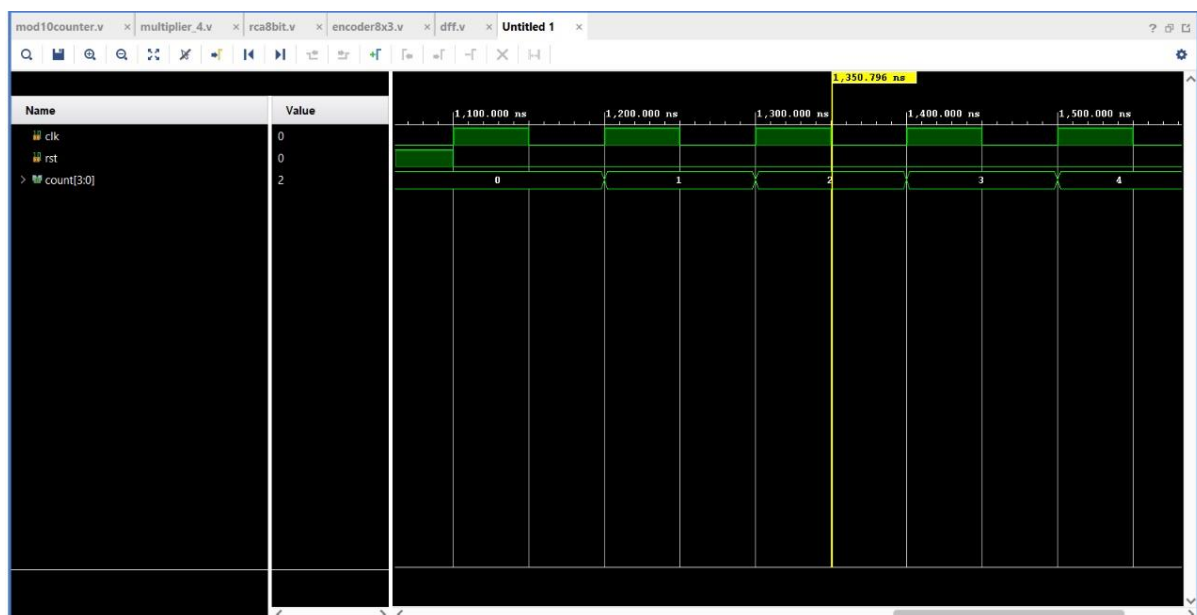 mod10counter.v × multiplier_4.v × rca8bit.v × encoder8x3.v × dff.v × Untitled 1 ×
1,350.796 ns
Name Value
1,100.000 ns 1,200.000 ns 1,300.000 ns 1,400.000 ns 1,500.000 ns
clk 0
rst 0
count[3:0] 2 0 1 2 3 4